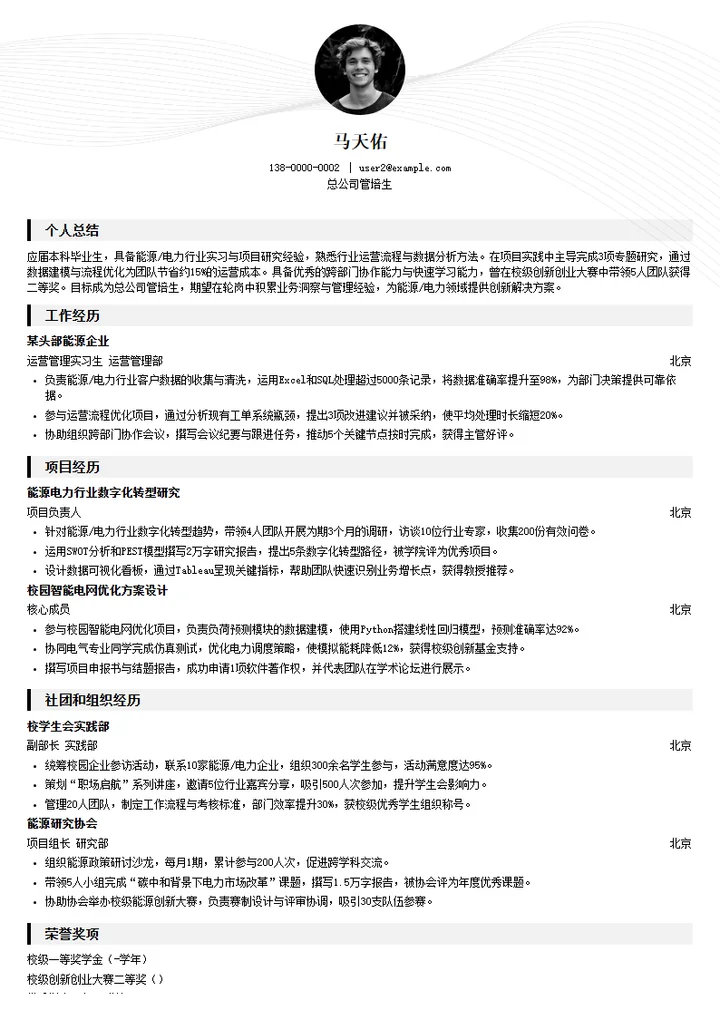 马天佑
138-0000-0002 | user2@example.com
总公司管培生
个人总结
应届本科毕业生，具备能源/电力行业实习与项目研究经验，熟悉行业运营流程与数据分析方法。在项目实践中主导完成3项专题研究，通过
数据建模与流程优化为团队节省约15%的运营成本。具备优秀的跨部门协作能力与快速学习能力，曾在校级创新创业大赛中带领5人团队获得
二等奖。目标成为总公司管培生，期望在轮岗中积累业务洞察与管理经验，为能源/电力领域提供创新解决方案。
工作经历
某头部能源企业
运营管理实习生 运营管理部 北京
• 负责能源/电力行业客户数据的收集与清洗，运用Excel和SQL处理超过5000条记录，将数据准确率提升至98%，为部门决策提供可靠依
据。
• 参与运营流程优化项目，通过分析现有工单系统瓶颈，提出3项改进建议并被采纳，使平均处理时长缩短20%。
• 协助组织跨部门协作会议，撰写会议纪要与跟进任务，推动5个关键节点按时完成，获得主管好评。
项目经历
能源电力行业数字化转型研究
项目负责人 北京
• 针对能源/电力行业数字化转型趋势，带领4人团队开展为期3个月的调研，访谈10位行业专家，收集200份有效问卷。
• 运用SWOT分析和PEST模型撰写2万字研究报告，提出5条数字化转型路径，被学院评为优秀项目。
• 设计数据可视化看板，通过Tableau呈现关键指标，帮助团队快速识别业务增长点，获得教授推荐。
校园智能电网优化方案设计
核心成员 北京
• 参与校园智能电网优化项目，负责负荷预测模块的数据建模，使用Python搭建线性回归模型，预测准确率达92%。
• 协同电气专业同学完成仿真测试，优化电力调度策略，使模拟能耗降低12%，获得校级创新基金支持。
• 撰写项目申报书与结题报告，成功申请1项软件著作权，并代表团队在学术论坛进行展示。
社团和组织经历
校学生会实践部
副部长 实践部 北京
• 统筹校园企业参访活动，联系10家能源/电力企业，组织300余名学生参与，活动满意度达95%。
• 策划“职场启航”系列讲座，邀请5位行业嘉宾分享，吸引500人次参加，提升学生会影响力。
• 管理20人团队，制定工作流程与考核标准，部门效率提升30%，获校级优秀学生组织称号。
能源研究协会
项目组长 研究部 北京
• 组织能源政策研讨沙龙，每月1期，累计参与200人次，促进跨学科交流。
• 带领5人小组完成“碳中和背景下电力市场改革”课题，撰写1.5万字报告，被协会评为年度优秀课题。
• 协助协会举办校级能源创新大赛，负责赛制设计与评审协调，吸引30支队伍参赛。
荣誉奖项
校级一等奖学金（-学年）
校级创新创业大赛二等奖（）